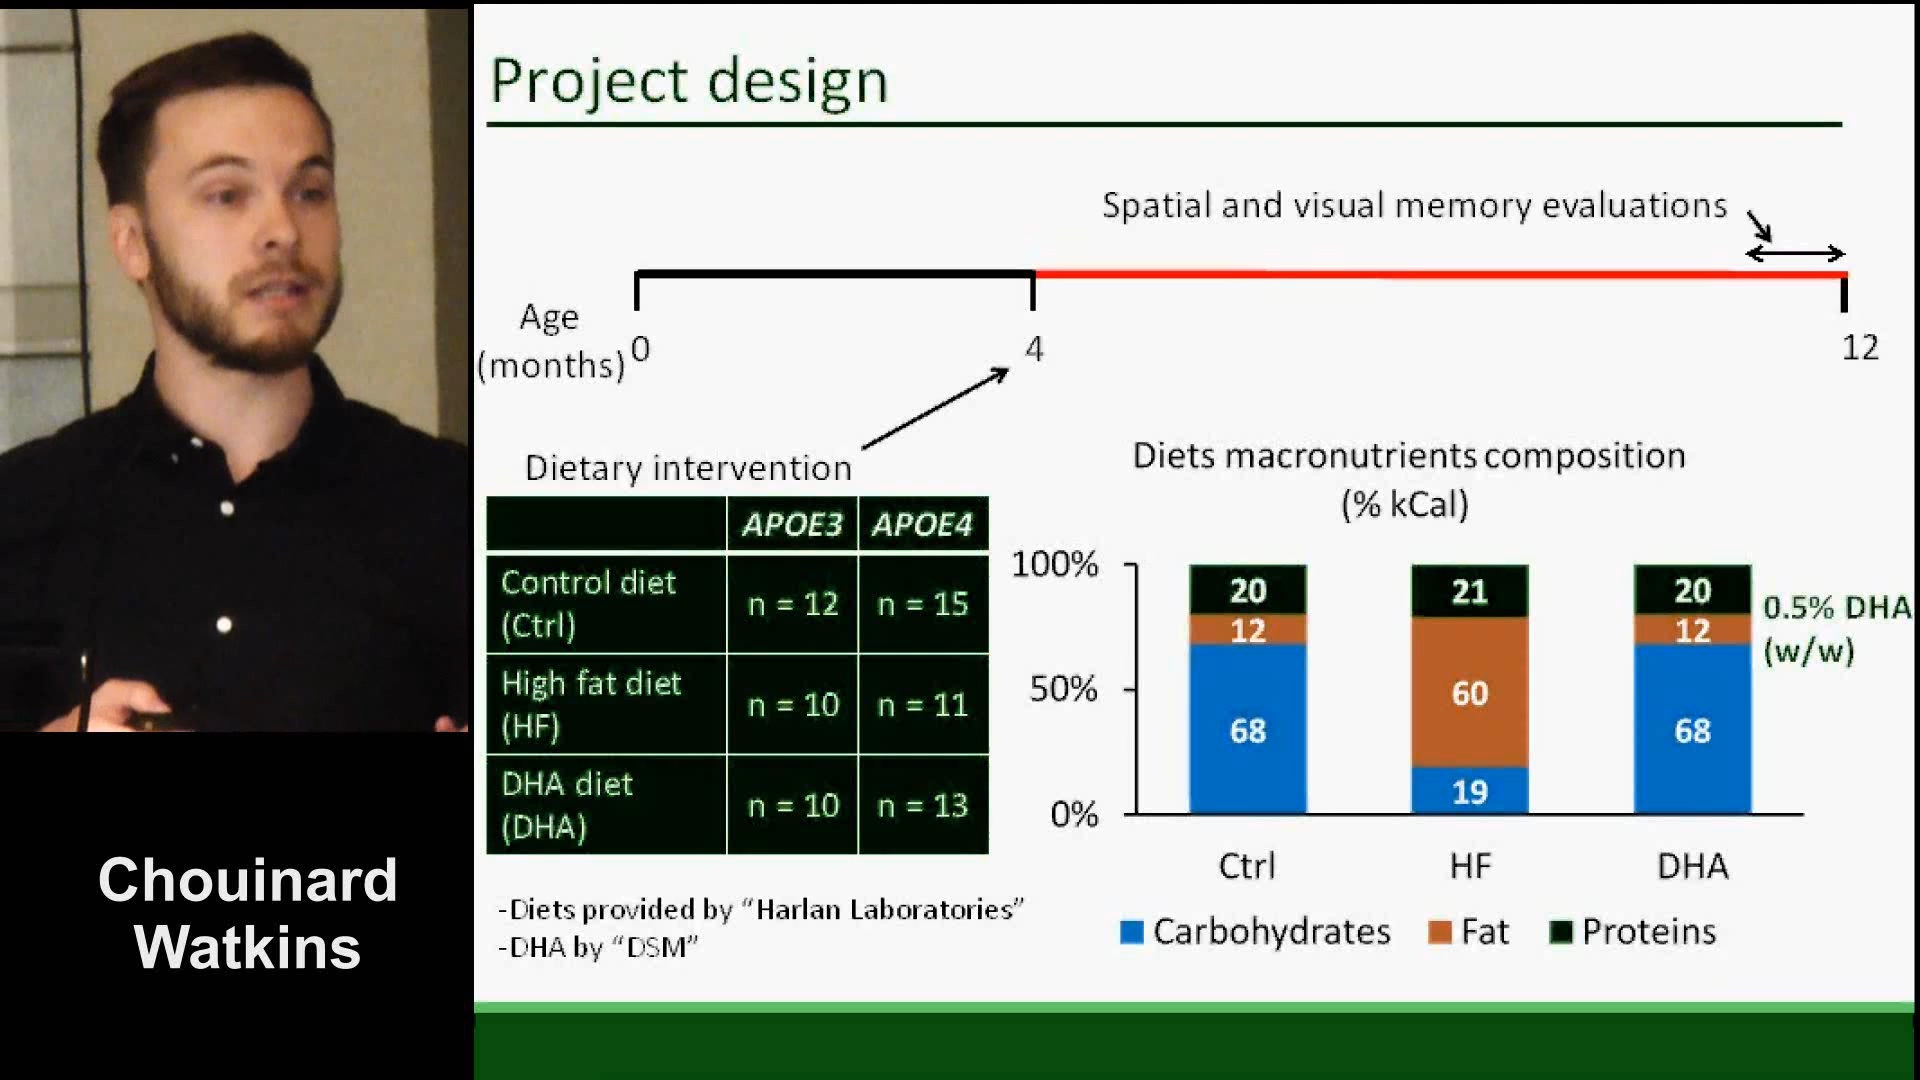 Project design
Spatial and visual memory evaluations
Age
(months)
0
4
12
Dietary intervention
APOE3 APOE4
Control diet
(Ctrl)
n = 12 n = 15
High fat diet
(HF)
n = 10 n = 11
DHA diet
(DHA)
n = 10 n = 13
-Diets provided by “Harlan Laboratories”
-DHA by “DSM”
Diets macronutrients composition
(% kCal)
100%
50%
0%
20
12
68
21
60
19
20
12
68
0.5% DHA
(w/w)
Ctrl HF DHA
Carbohydrates Fat Proteins
Chouinard
Watkins